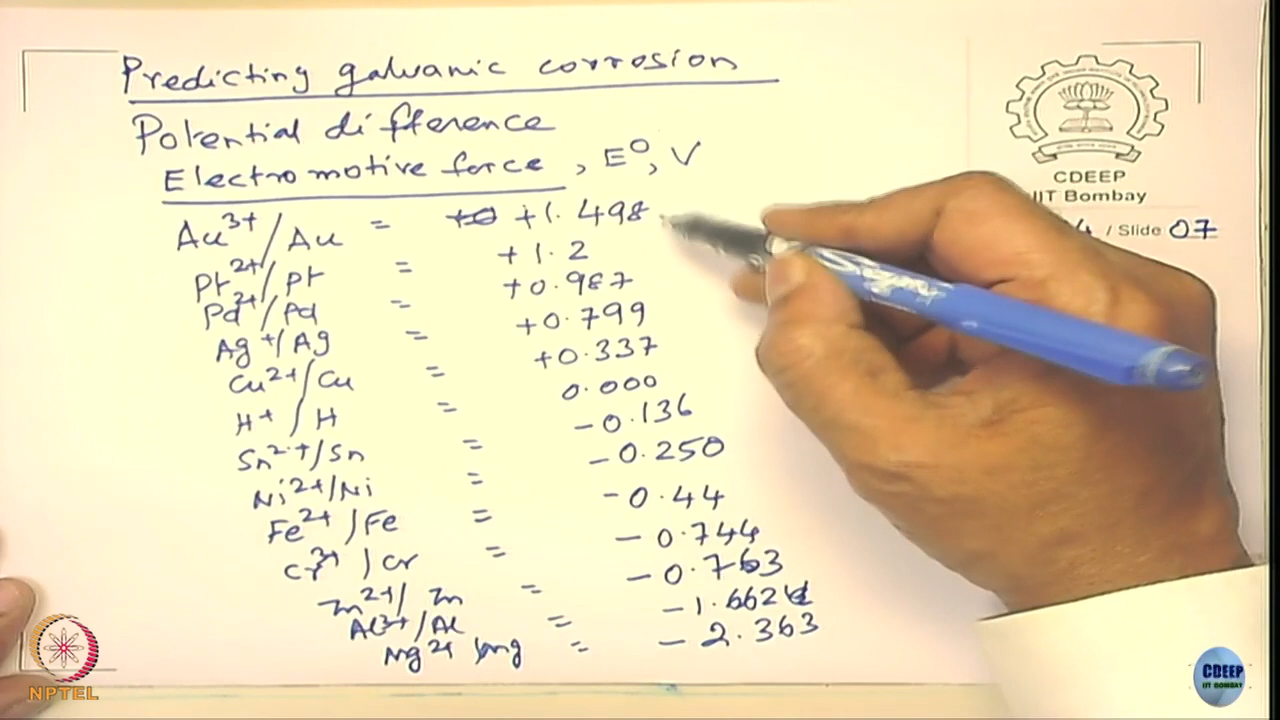 Predicting galvanic corrosion
Potential difference
Electromotive force, E⁰, V
Au³⁺/Au = +1.498
Pt²⁺/Pt = +1.2
Pd²⁺/Pd = +0.987
Ag⁺/Ag = +0.799
Cu²⁺/Cu = +0.337
H⁺/H = 0.000
Sn²⁺/Sn = -0.136
Ni²⁺/Ni = -0.250
Fe²⁺/Fe = -0.44
Cr³⁺/Cr = -0.744
Zn²⁺/Zn = -0.763
Al³⁺/Al = -1.662
Mg²⁺/Mg = -2.363
CDEEP
IIT Bombay
/ Slide 07
NPTEL
CDEEP
IIT BOMBAY